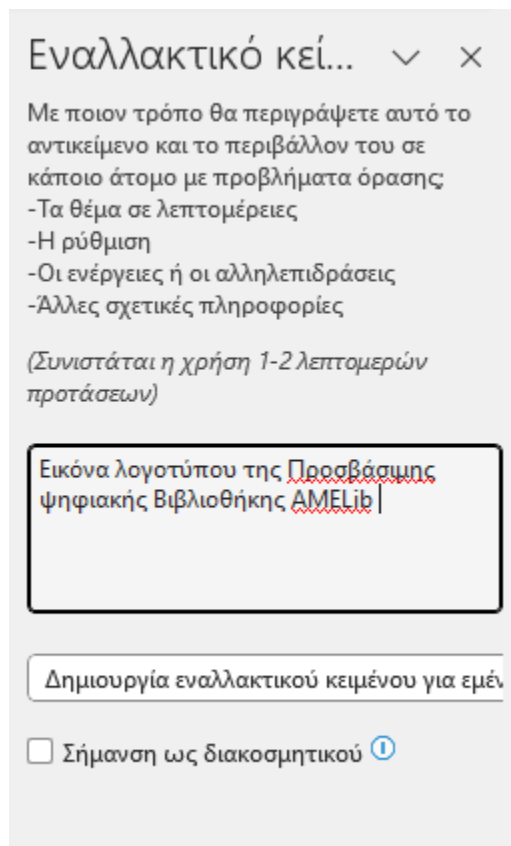 Εναλλακτικό κεί...
Με ποιον τρόπο θα περιγράψετε αυτό το
αντικείμενο και το περιβάλλον του σε
κάποιο άτομο με προβλήματα όρασης;
-Τα θέμα σε λεπτομέρειες
-Η ρύθμιση
-Οι ενέργειες ή οι αλληλεπιδράσεις
-Άλλες σχετικές πληροφορίες
(Συνιστάται η χρήση 1-2 λεπτομερών
προτάσεων)
Εικόνα λογοτύπου της Προσβάσιμης
ψηφιακής Βιβλιοθήκης AMELib
Δημιουργία εναλλακτικού κειμένου για εμέν
Σήμανση ως διακοσμητικού